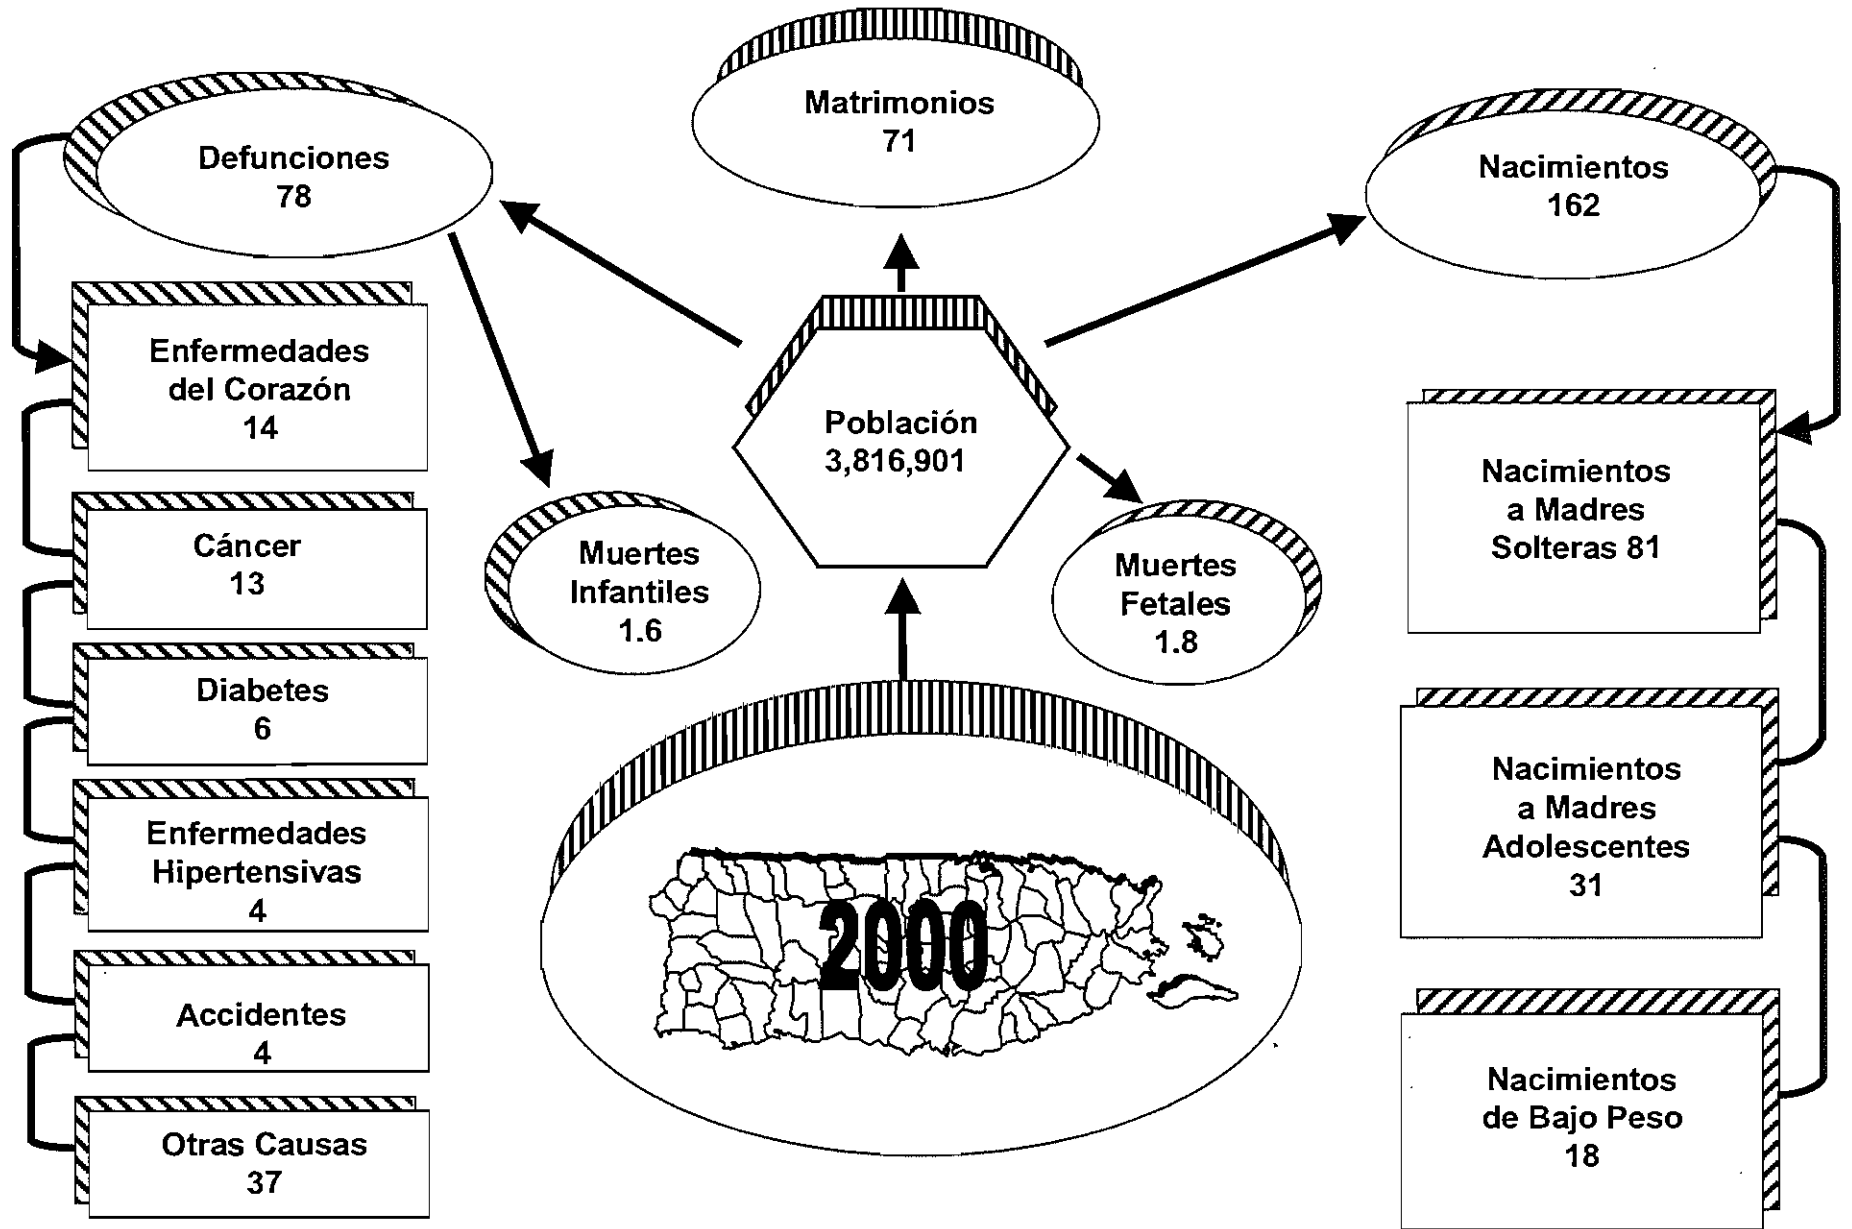 Matrimonios
71
Defunciones
78
Nacimientos
162
Enfermedades
del Corazón
14
Cáncer
13
Diabetes
6
Enfermedades
Hipertensivas
4
Accidentes
4
Otras Causas
37
Muertes
Infantiles
1.6
Población
3,816,901
Muertes
Fetales
1.8
2000
Nacimientos
a Madres
Solteras 81
Nacimientos
a Madres
Adolescentes
31
Nacimientos
de Bajo Peso
18